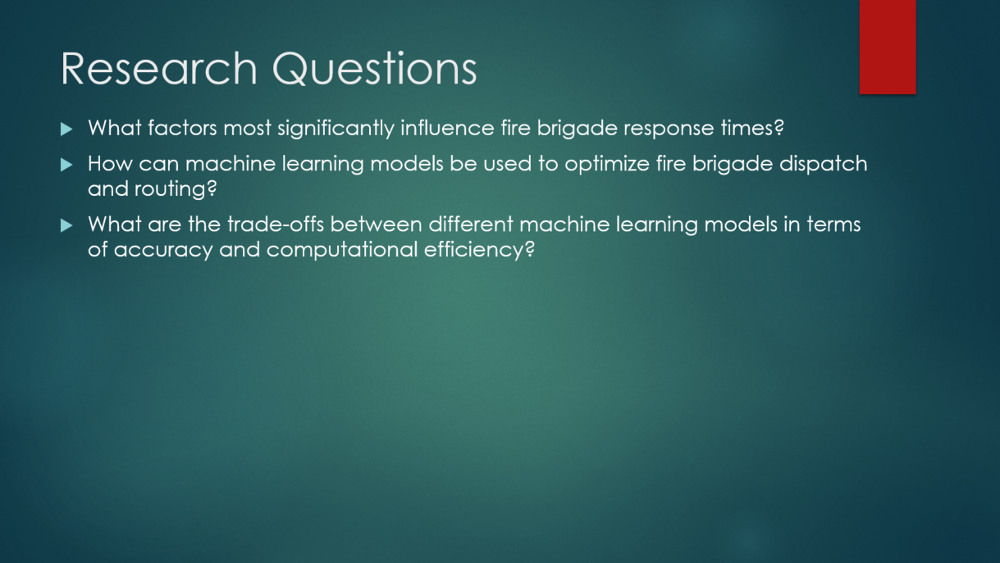 Research Questions
What factors most significantly influence fire brigade response times?
How can machine learning models be used to optimize fire brigade dispatch
and routing?
What are the trade-offs between different machine learning models in terms
of accuracy and computational efficiency?